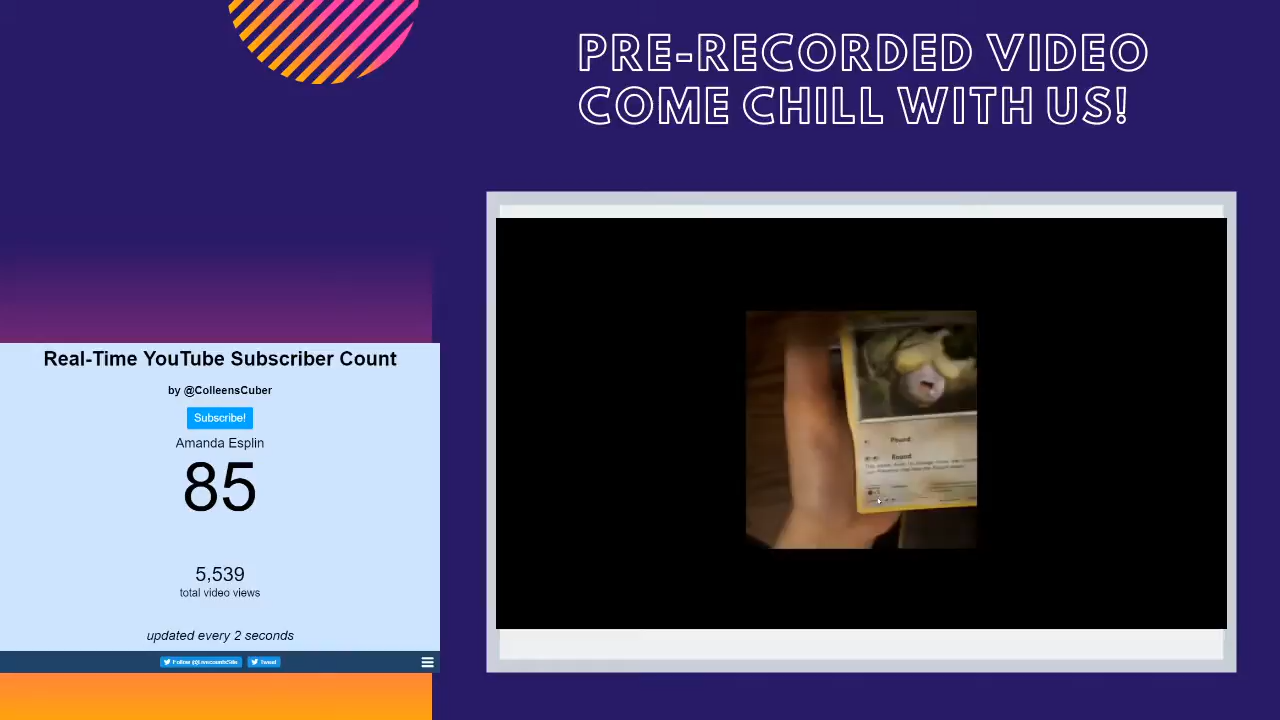 PRE-RECORDED VIDEO
COME CHILL WITH US!
Real-Time YouTube Subscriber Count
by @ColleensCuber
Subscribe!
Amanda Esplin
85
5,539
total video views
updated every 2 seconds
Tweet
Pound
Round